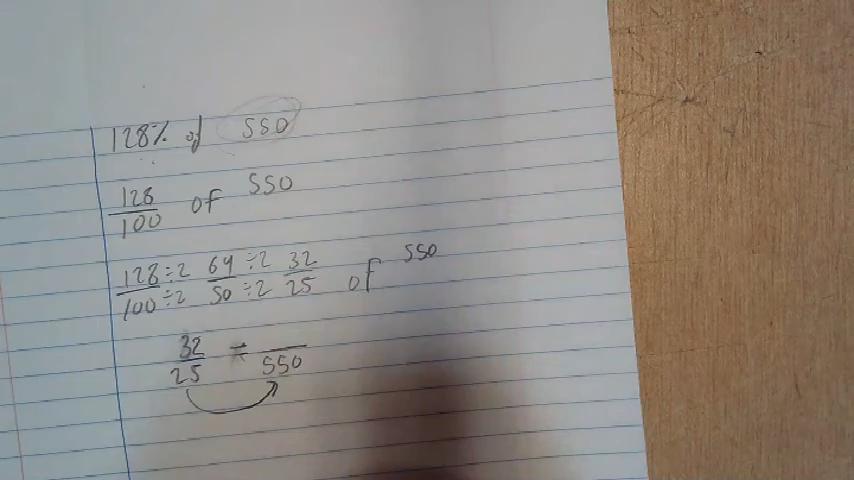 128% of 550
128/100 of 550
128÷2/100÷2 64÷2/50÷2 32/25 of 550
32/25 = __/550